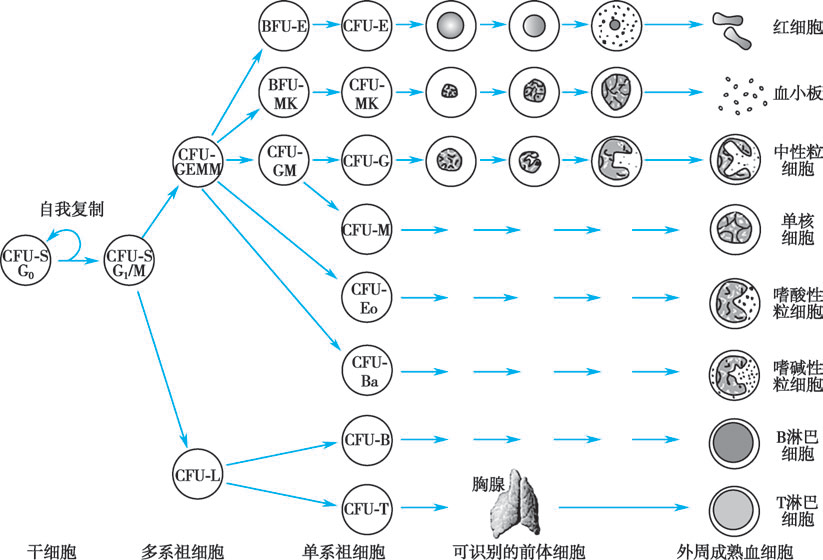 BFU-E
CFU-E
红细胞
BFU-
MK
CFU-
MK
血小板
CFU-
GEMM
CFU-
GM
CFU-G
中性粒
细胞
自我复制
CFU-S
G₀
CFU-S
G₁/M
CFU-M
单核
细胞
CFU-
Eo
嗜酸性
粒细胞
CFU-
Ba
嗜碱性
粒细胞
CFU-L
CFU-B
B淋巴
细胞
CFU-T
胸腺
T淋巴
细胞
干细胞
多系祖细胞
单系祖细胞
可识别的前体细胞
外周成熟血细胞